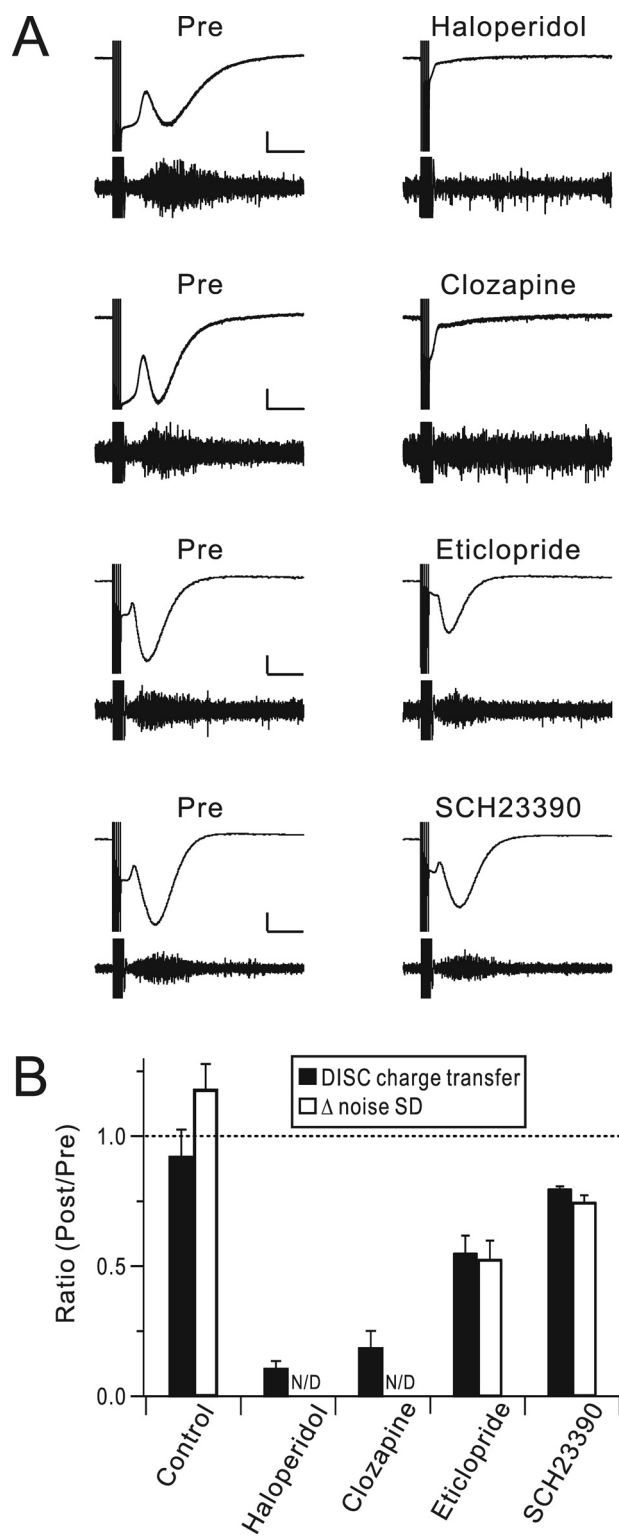 A
Pre
Haloperidol
Pre
Clozapine
Pre
Eticlopride
Pre
SCH23390
B
DISC charge transfer
Δ noise SD
Ratio (Post/Pre)
1.0
0.5
0.0
N/D
N/D
Control
Haloperidol
Clozapine
Eticlopride
SCH23390